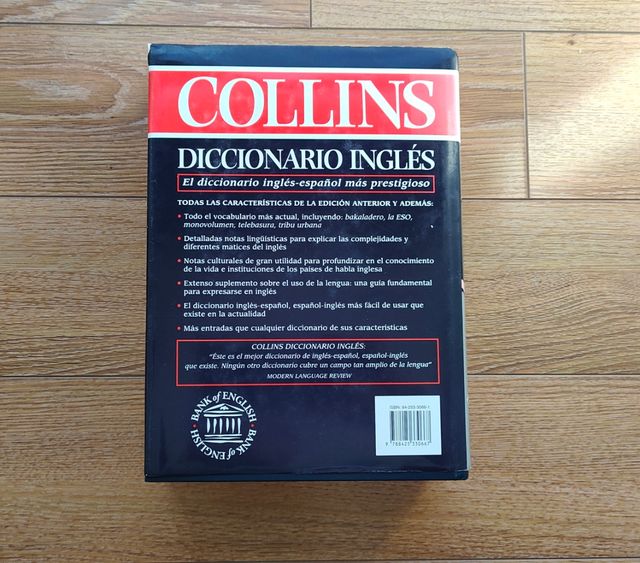 COLLINS
DICCIONARIO INGLÉS
El diccionario inglés-español más prestigioso
TODAS LAS CARACTERÍSTICAS DE LA EDICIÓN ANTERIOR Y ADEMÁS:
• Todo el vocabulario más actual, incluyendo: bakaladero, la ESO,
monovolumen, telebasura, tribu urbana
• Detalladas notas lingüísticas para explicar las complejidades y
diferentes matices del inglés
• Notas culturales de gran utilidad para profundizar en el conocimiento
de la vida e instituciones de los países de habla inglesa
• Extenso suplemento sobre el uso de la lengua: una guía fundamental
para expresarse en inglés
• El diccionario inglés-español, español-inglés más fácil de usar que
existe en la actualidad
• Más entradas que cualquier diccionario de sus características
COLLINS DICCIONARIO INGLÉS:
"Éste es el mejor diccionario de inglés-español, español-inglés
que existe. Ningún otro diccionario cubre un campo tan amplio de la lengua"
MODERN LANGUAGE REVIEW
BANK of ENGLISH · BANK of ENGLISH ·